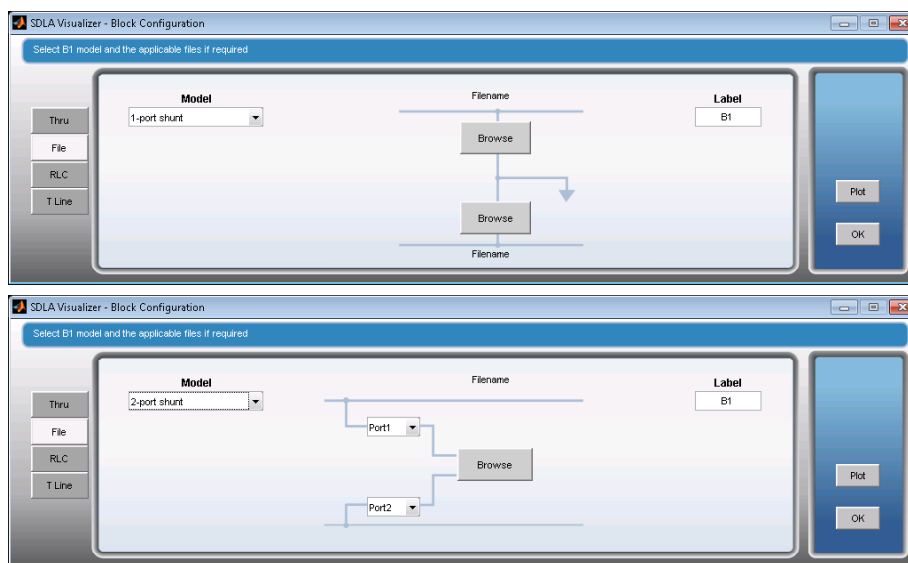 SDLA Visualizer - Block Configuration
Select B1 model and the applicable files if required
Model
Filename
Label
1-port shunt
B1
Thru
Browse
File
RLC
Plot
T Line
Browse
OK
Filename
SDLA Visualizer - Block Configuration
Select B1 model and the applicable files if required
Model
Filename
Label
2-port shunt
B1
Thru
Port1
File
RLC
Browse
Plot
T Line
Port2
OK